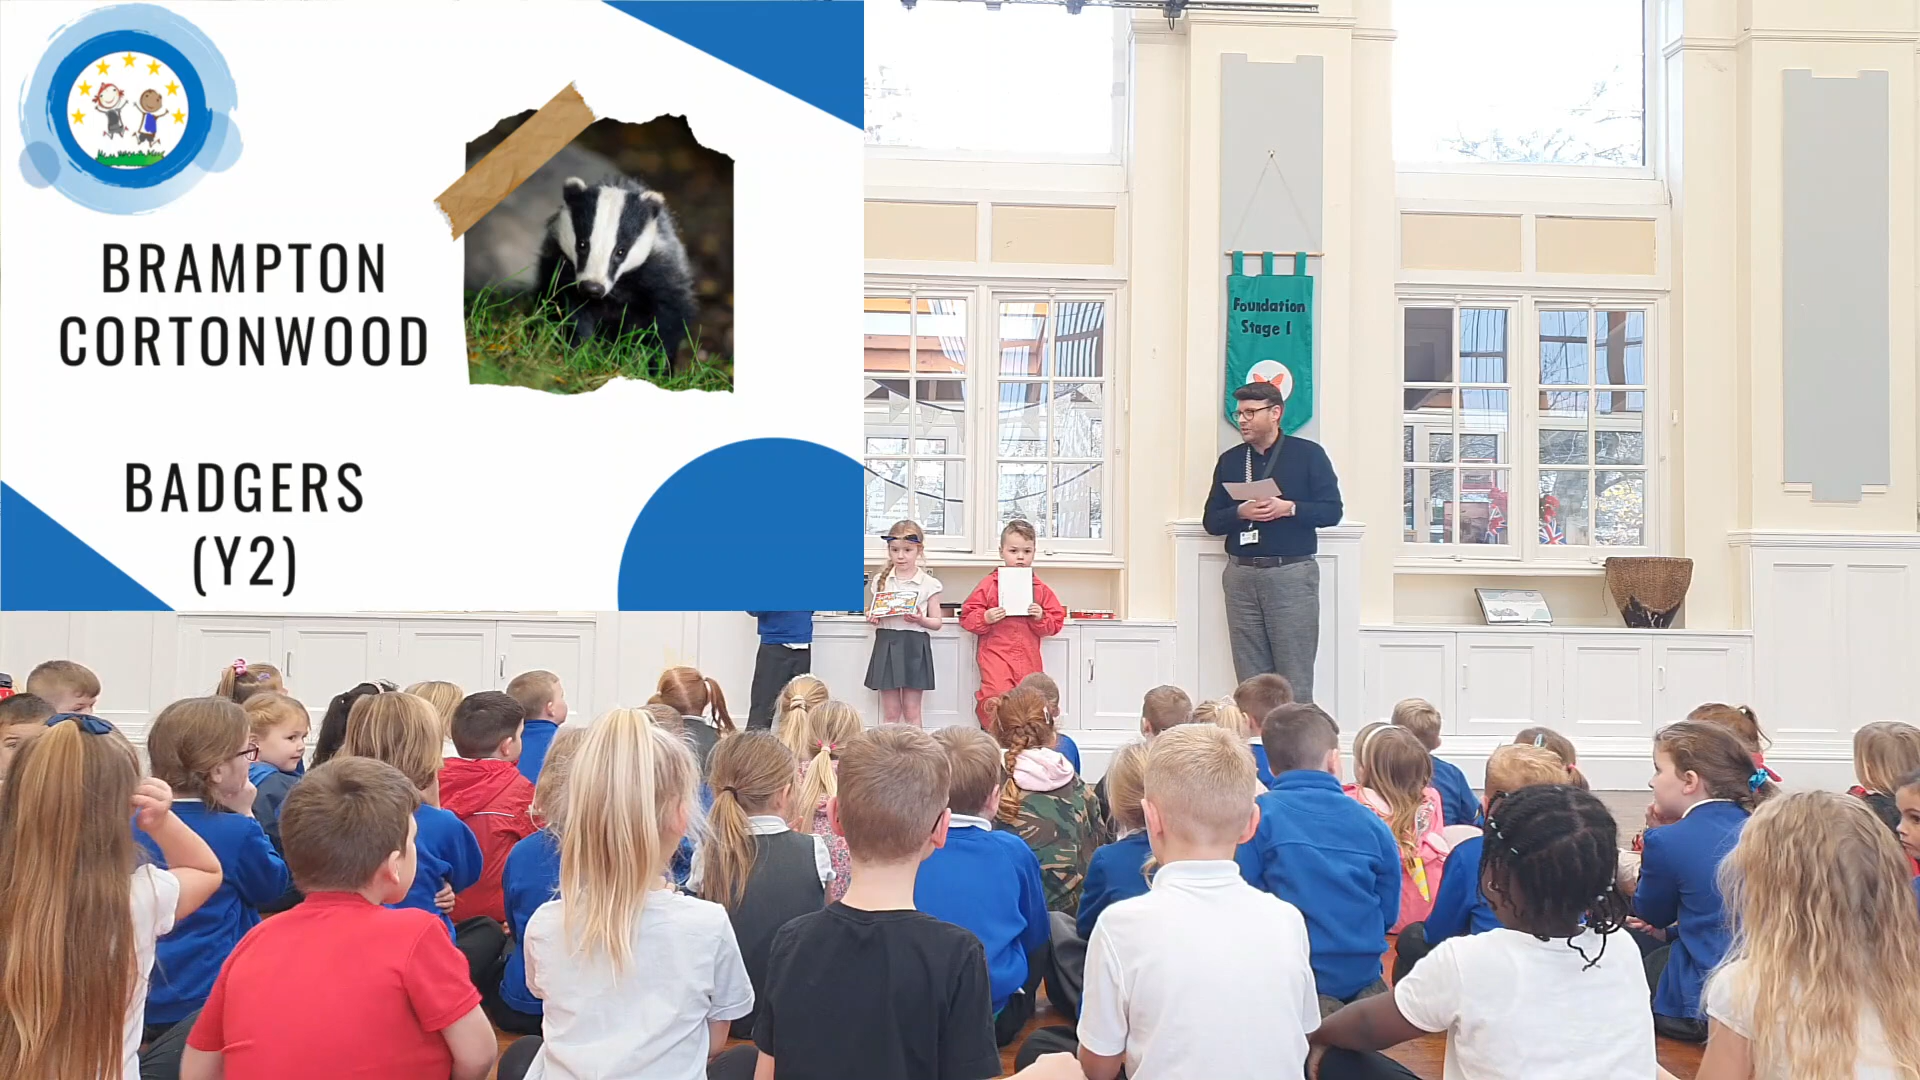 BRAMPTON
CORTONWOOD
BADGERS
(Y2)
Foundation
Stage 1